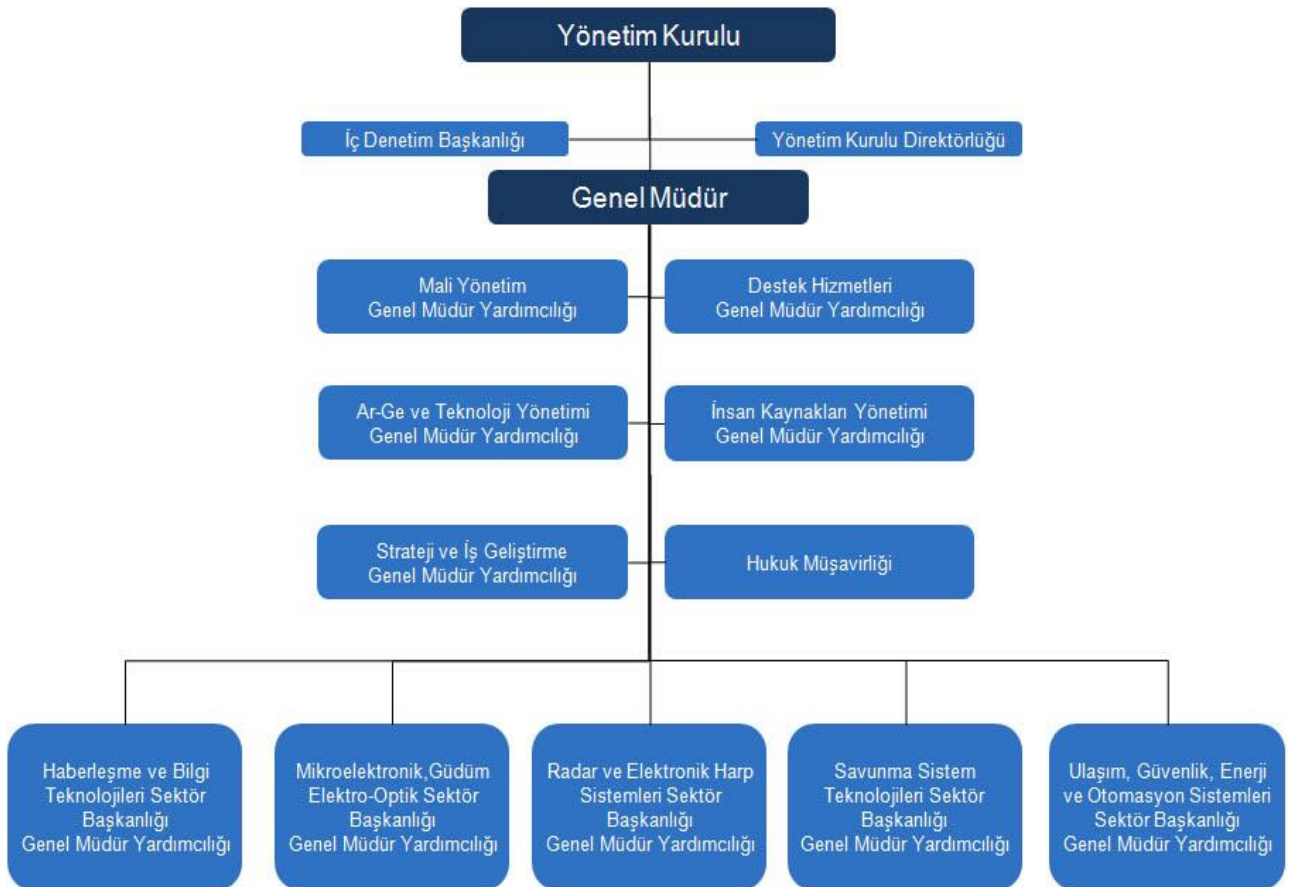 Yönetim Kurulu
İç Denetim Başkanlığı
Yönetim Kurulu Direktörlüğü
Genel Müdür
Mali Yönetim
Genel Müdür Yardımcılığı
Destek Hizmetleri
Genel Müdür Yardımcılığı
Ar-Ge ve Teknoloji Yönetimi
Genel Müdür Yardımcılığı
İnsan Kaynakları Yönetimi
Genel Müdür Yardımcılığı
Strateji ve İş Geliştirme
Genel Müdür Yardımcılığı
Hukuk Müşavirliği
Haberleşme ve Bilgi
Teknolojileri Sektör
Başkanlığı
Genel Müdür Yardımcılığı
Mikroelektronik,Güdüm
Elektro-Optik Sektör
Başkanlığı
Genel Müdür Yardımcılığı
Radar ve Elektronik Harp
Sistemleri Sektör
Başkanlığı
Genel Müdür Yardımcılığı
Savunma Sistem
Teknolojileri Sektör
Başkanlığı
Genel Müdür Yardımcılığı
Ulaşım, Güvenlik, Enerji
ve Otomasyon Sistemleri
Sektör Başkanlığı
Genel Müdür Yardımcılığı